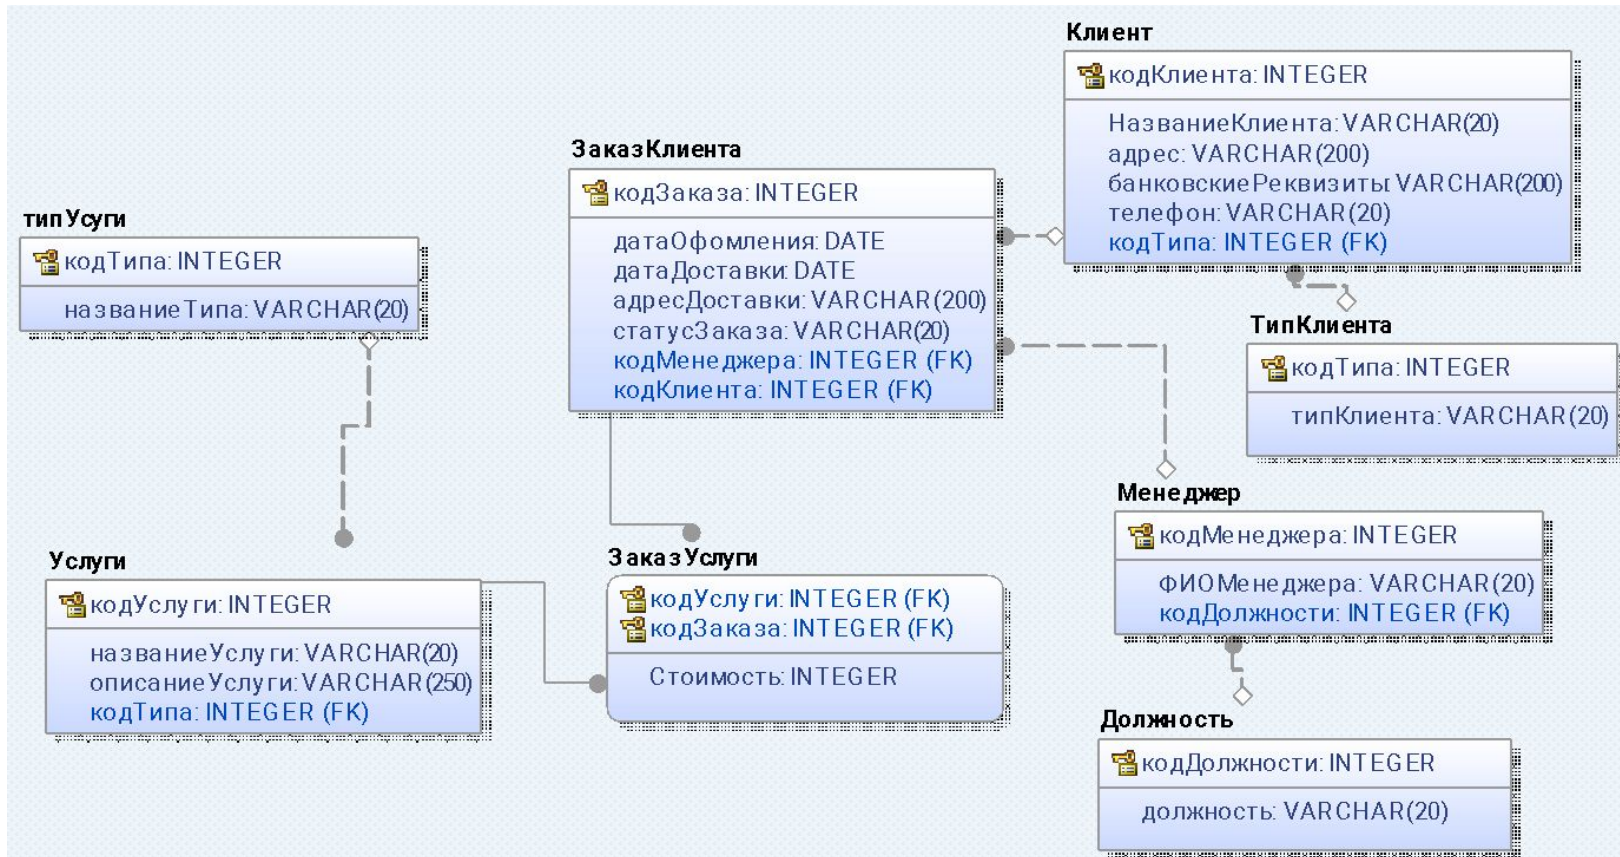 Клиент
кодКлиента: INTEGER
НазваниеКлиента: VARCHAR(20)
адрес: VARCHAR(200)
банковскиеРеквизиты: VARCHAR(200)
телефон: VARCHAR(20)
кодТипа: INTEGER (FK)
ЗаказКлиента
кодЗаказа: INTEGER
датаОфомления: DATE
датаДоставки: DATE
адресДоставки: VARCHAR(200)
статусЗаказа: VARCHAR(20)
кодМенеджера: INTEGER (FK)
кодКлиента: INTEGER (FK)
типУсуги
кодТипа: INTEGER
названиеТипа: VARCHAR(20)
ТипКлиента
кодТипа: INTEGER
типКлиента: VARCHAR(20)
Менеджер
кодМенеджера: INTEGER
ФИОМенеджера: VARCHAR(20)
кодДолжности: INTEGER (FK)
Услуги
кодУслуги: INTEGER
названиеУслуги: VARCHAR(20)
описаниеУслуги: VARCHAR(250)
кодТипа: INTEGER (FK)
ЗаказУслуги
кодУслуги: INTEGER (FK)
кодЗаказа: INTEGER (FK)
Стоимость: INTEGER
Должность
кодДолжности: INTEGER
должность: VARCHAR(20)